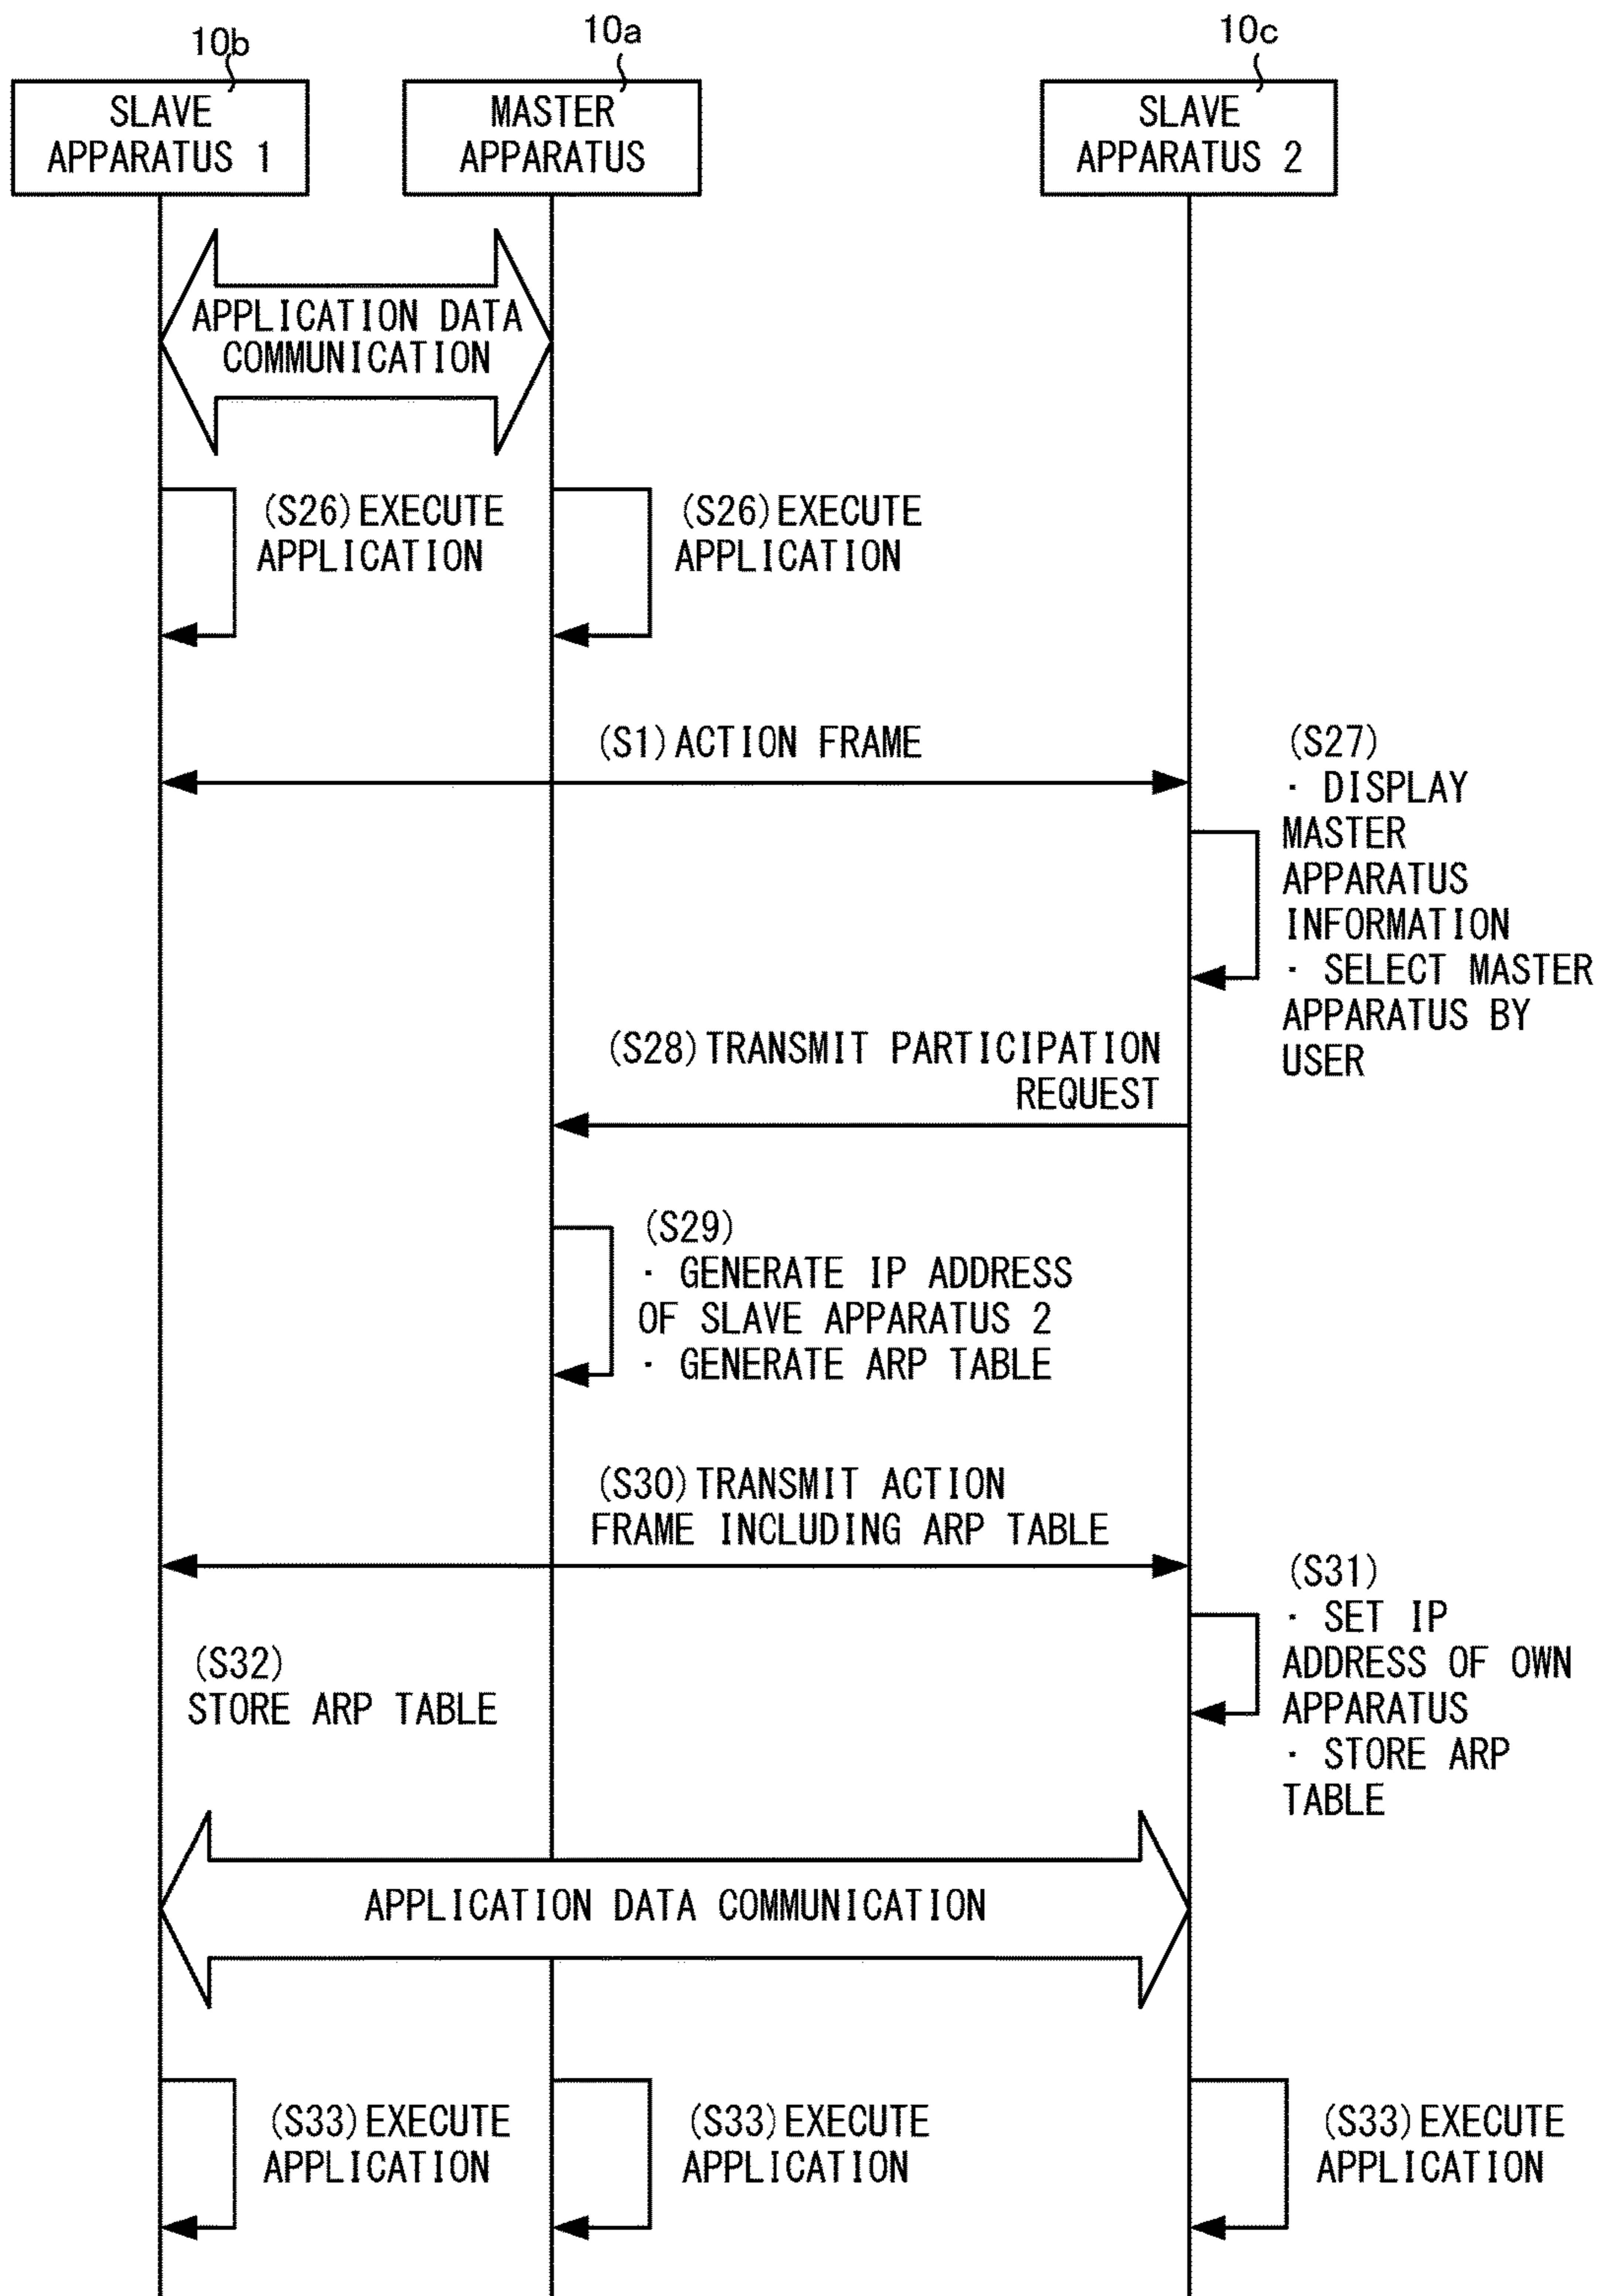 10b
10a
10c
SLAVE
APPARATUS 1
MASTER
APPARATUS
SLAVE
APPARATUS 2
APPLICATION DATA
COMMUNICATION
(S26)EXECUTE
APPLICATION
(S26)EXECUTE
APPLICATION
(S1)ACTION FRAME
(S27)
· DISPLAY
MASTER
APPARATUS
INFORMATION
· SELECT MASTER
APPARATUS BY
USER
(S28)TRANSMIT PARTICIPATION
REQUEST
(S29)
· GENERATE IP ADDRESS
OF SLAVE APPARATUS 2
· GENERATE ARP TABLE
(S30)TRANSMIT ACTION
FRAME INCLUDING ARP TABLE
(S31)
· SET IP
ADDRESS OF OWN
APPARATUS
· STORE ARP
TABLE
(S32)
STORE ARP TABLE
APPLICATION DATA COMMUNICATION
(S33)EXECUTE
APPLICATION
(S33)EXECUTE
APPLICATION
(S33)EXECUTE
APPLICATION